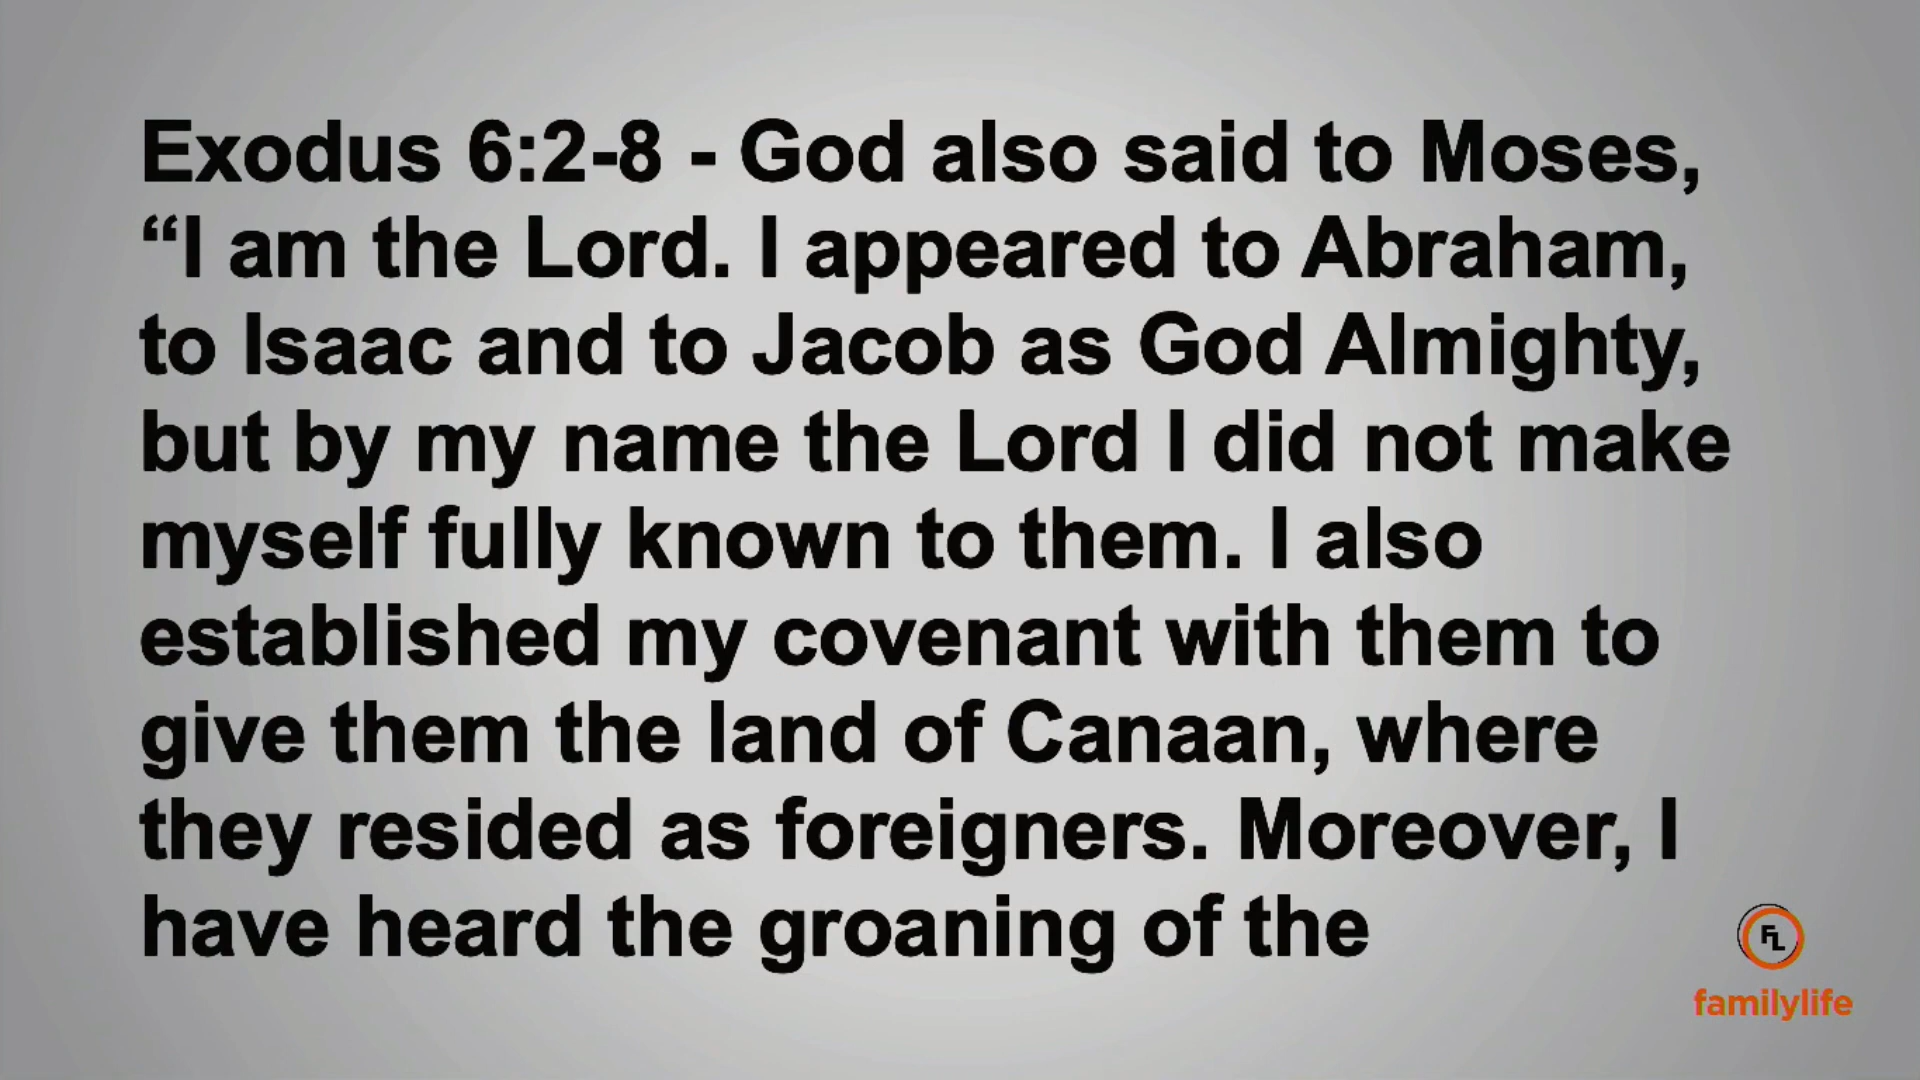 Exodus 6:2-8 - God also said to Moses,
“I am the Lord. I appeared to Abraham,
to Isaac and to Jacob as God Almighty,
but by my name the Lord I did not make
myself fully known to them. I also
established my covenant with them to
give them the land of Canaan, where
they resided as foreigners. Moreover, I
have heard the groaning of the
FL
familylife